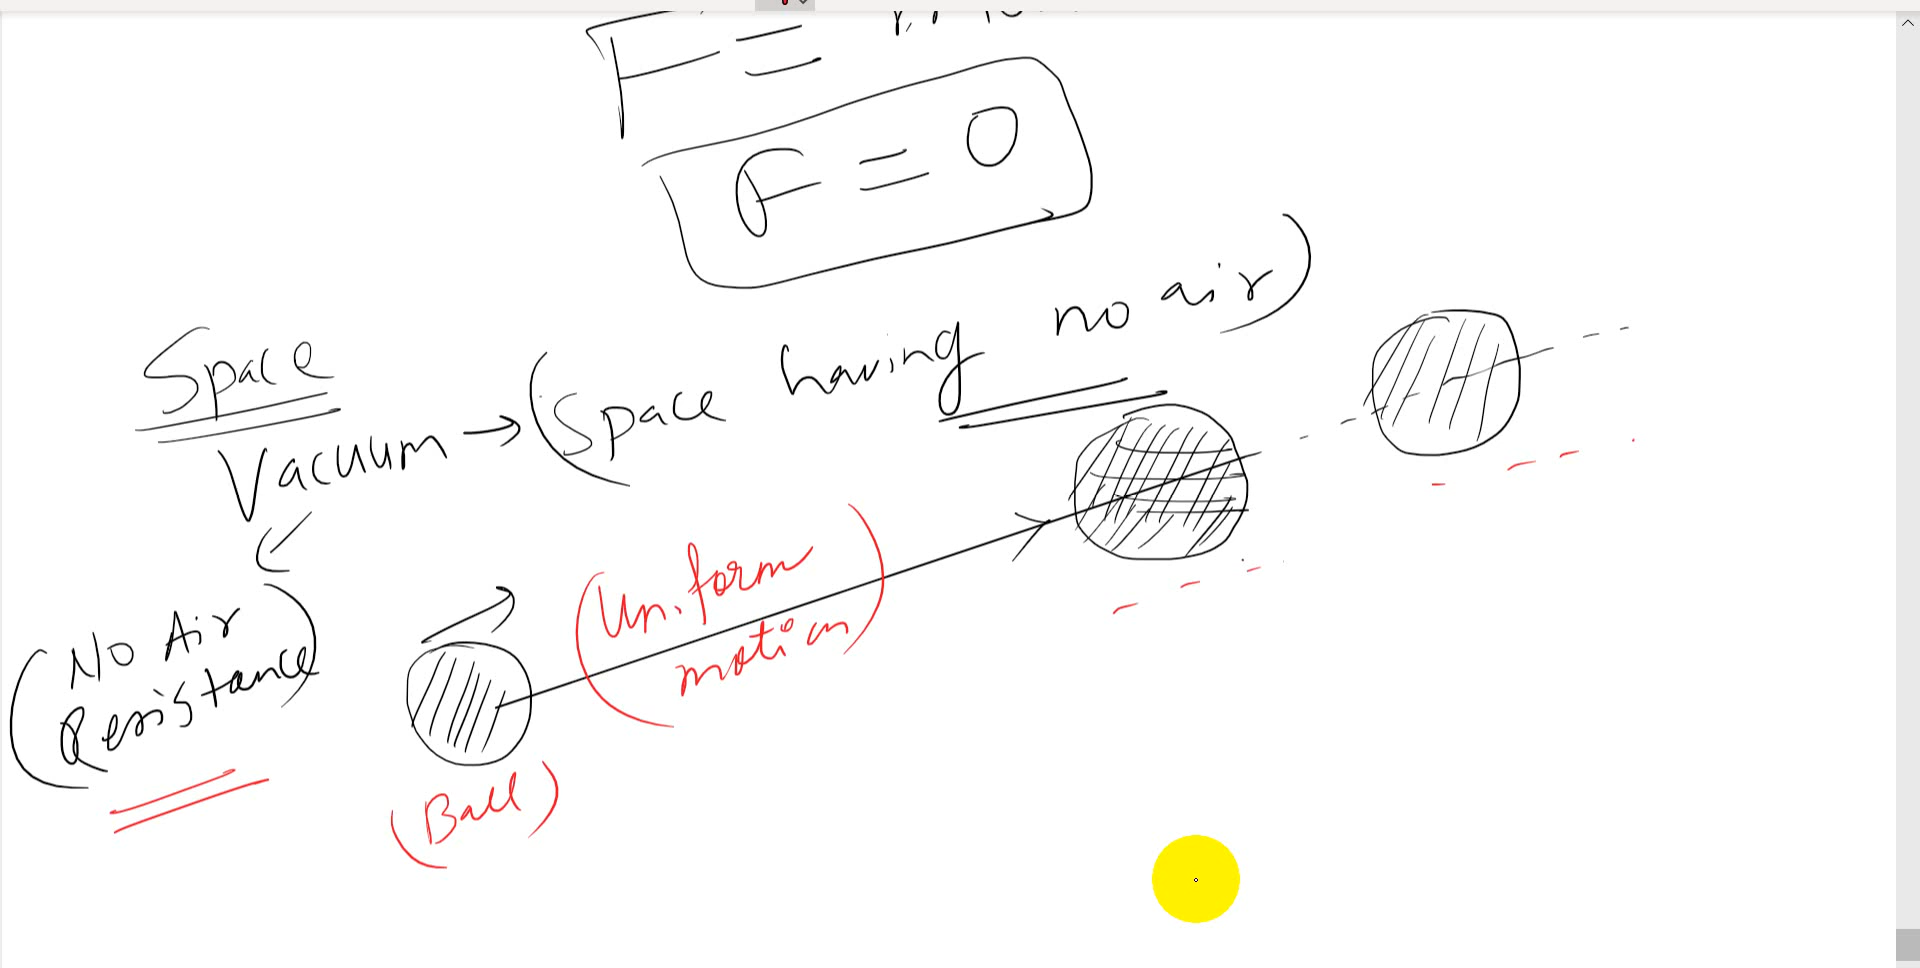 F =
F = 0
Space
Vacuum → (Space having no air)
(No Air
Resistance)
(Uniform
motion)
(Ball)